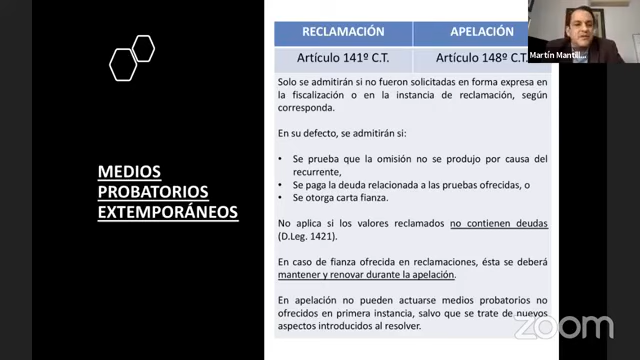 RECLAMACIÓN
APELACIÓN
Artículo 141º C.T.
Artículo 148º C.T.
Martín Mantill...
MEDIOS
PROBATORIOS
EXTEMPORÁNEOS
Solo se admitirán si no fueron solicitadas en forma expresa en
la fiscalización o en la instancia de reclamación, según
corresponda.
En su defecto, se admitirán si:
• Se prueba que la omisión no se produjo por causa del
recurrente,
• Se paga la deuda relacionada a las pruebas ofrecidas, o
• Se otorga carta fianza.
No aplica si los valores reclamados no contienen deudas
(D.Leg. 1421).
En caso de fianza ofrecida en reclamaciones, ésta se deberá
mantener y renovar durante la apelación.
En apelación no pueden actuarse medios probatorios no
ofrecidos en primera instancia, salvo que se trate de nuevos
aspectos introducidos al resolver.
zoom